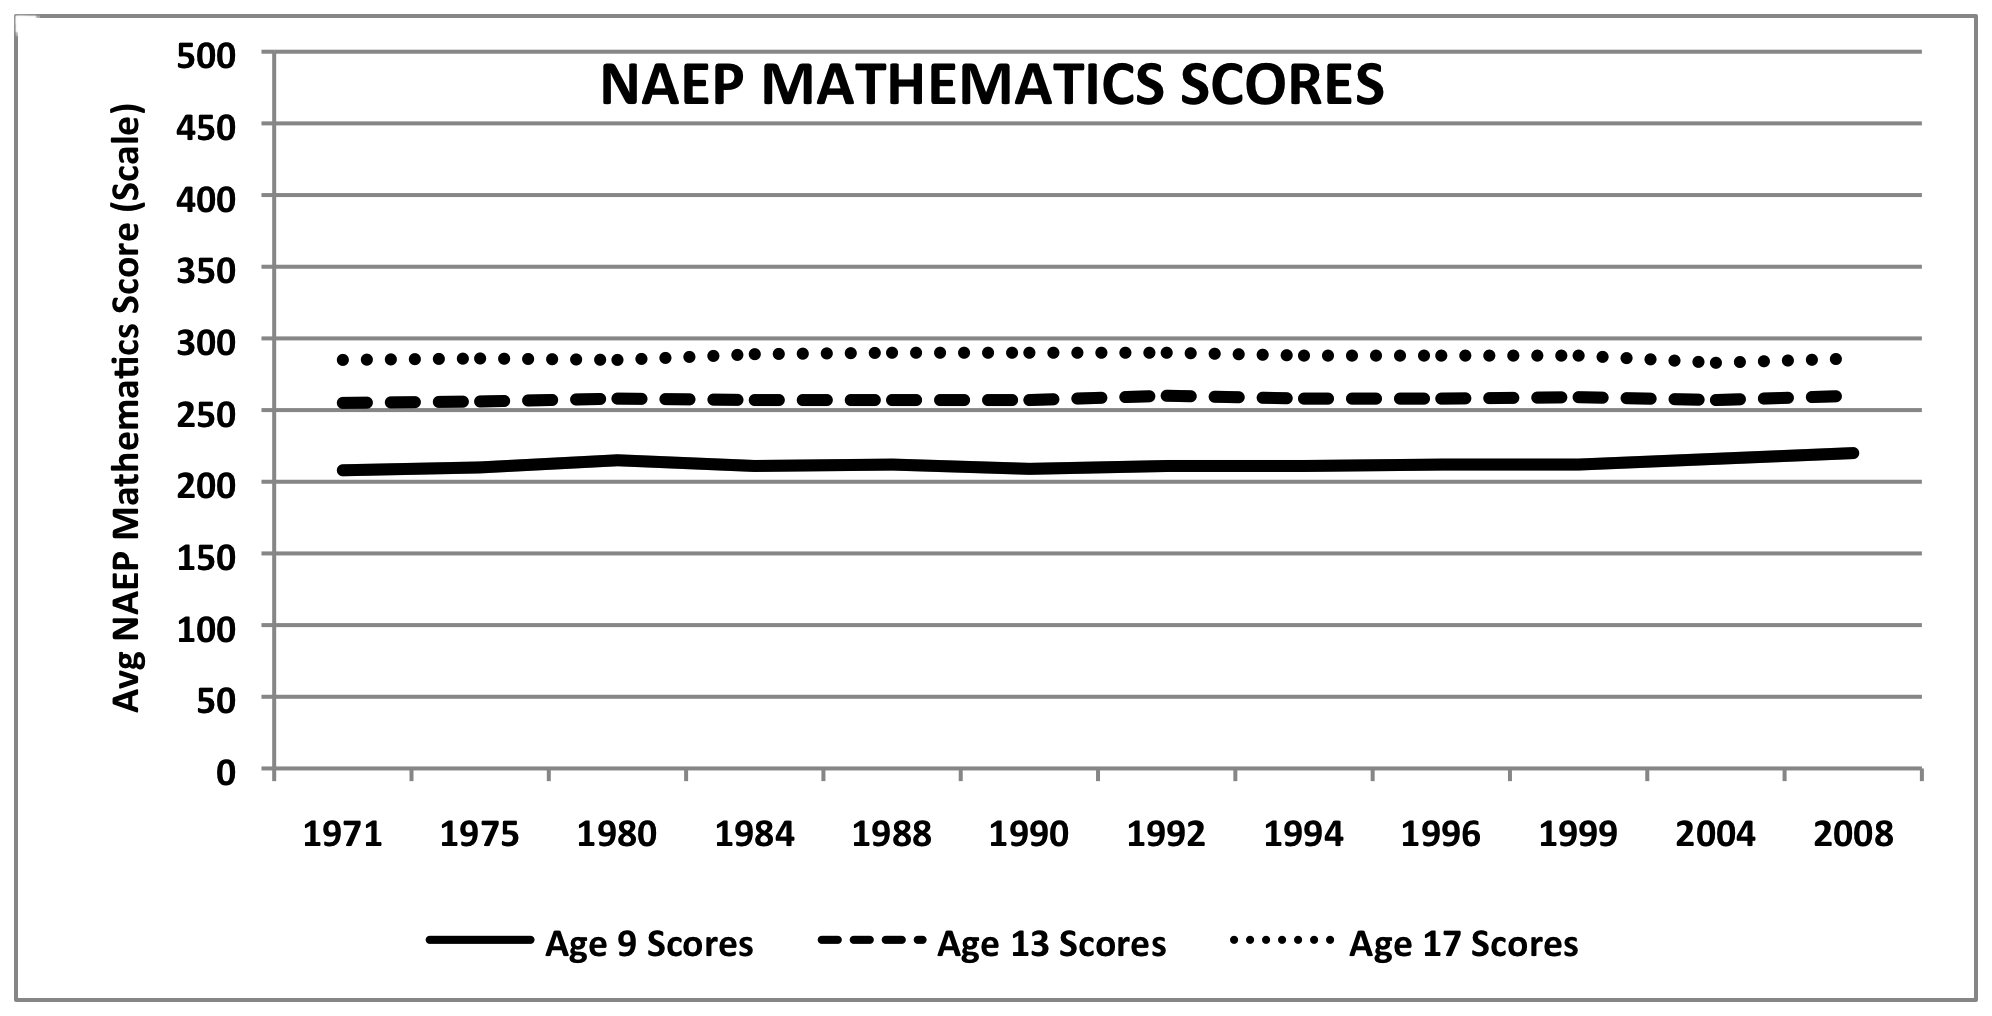 NAEP MATHEMATICS SCORES
Avg NAEP Mathematics Score (Scale)
500
450
400
350
300
250
200
150
100
50
0
1971 1975 1980 1984 1988 1990 1992 1994 1996 1999 2004 2008
Age 9 Scores Age 13 Scores Age 17 Scores